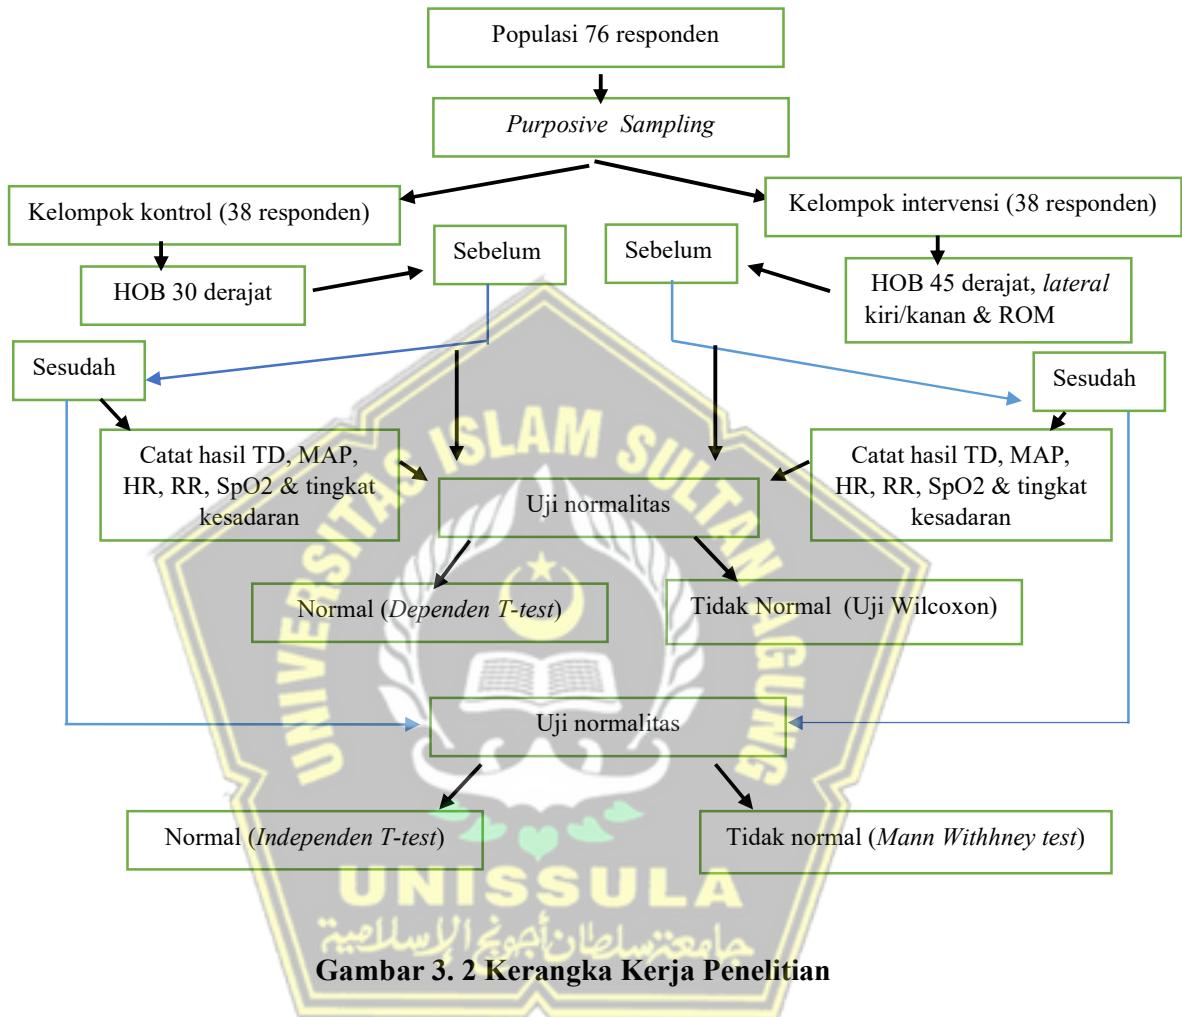 Populasi 76 responden
Purposive Sampling
Kelompok kontrol (38 responden)
Kelompok intervensi (38 responden)
Sebelum
Sebelum
HOB 30 derajat
HOB 45 derajat, lateral
kiri/kanan & ROM
Sesudah
Sesudah
Catat hasil TD, MAP,
HR, RR, SpO2 & tingkat
kesadaran
Catat hasil TD, MAP,
HR, RR, SpO2 & tingkat
kesadaran
Uji normalitas
Normal (Dependen T-test)
Tidak Normal (Uji Wilcoxon)
Uji normalitas
Normal (Independen T-test)
Tidak normal (Mann Withhney test)
UNIVERSITAS ISLAM SULTAN AGUNG
UNISSULA
جامعتسلطان أجونج الإسلامية
Gambar 3. 2 Kerangka Kerja Penelitian